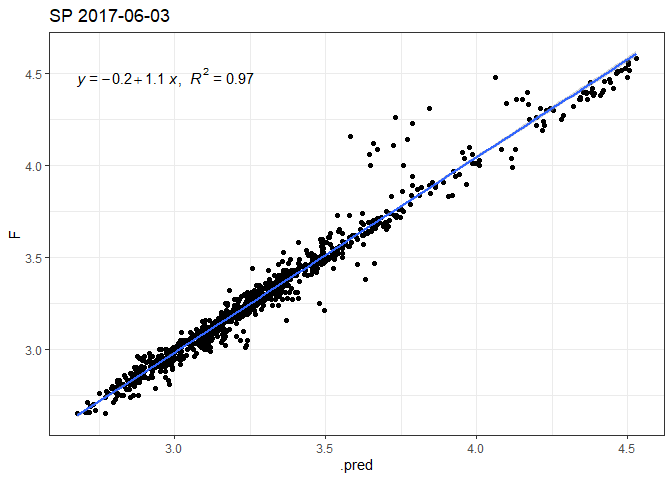 SP 2017-06-03
y = −0.2 + 1.1 x, R² = 0.97
4.5
4.0
3.5
3.0
F
3.0 3.5 4.0 4.5
.pred